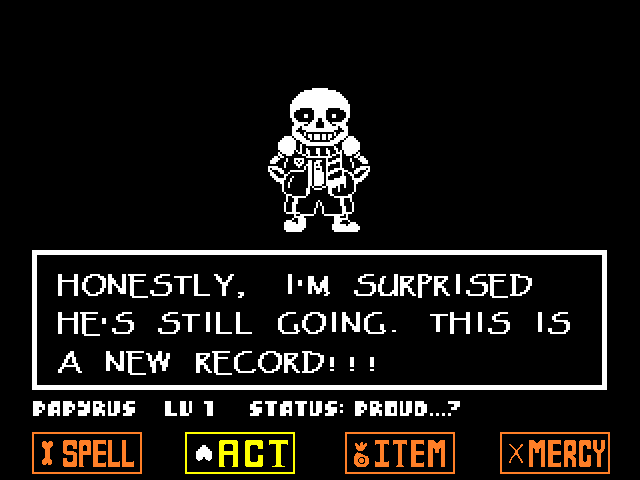 HONESTLY, I'M SURPRISED
HE'S STILL GOING. THIS IS
A NEW RECORD!!!
PAPYRUS LV 1 STATUS: PROUD...?
SPELL ACT ITEM MERCY